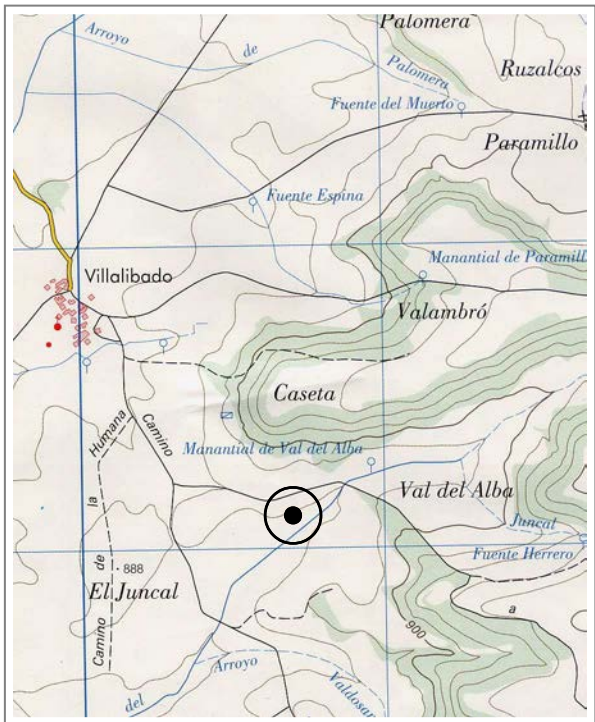 Palomera
Arroyo de Palomera
Ruzalcos
Fuente del Muerto
Paramillo
Fuente Espina
Manantial de Paramill
Villalibado
Valambró
Caseta
Camino de la Humana
Camino
Manantial de Val del Alba
Val del Alba
Juncal
Fuente Herrero
888
El Juncal
900
a
Arroyo
del
Valdosar